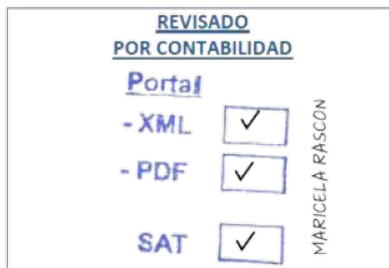 REVISADO
POR CONTABILIDAD
Portal
- XML ✓
- PDF ✓
SAT ✓
MARICELA RASCON